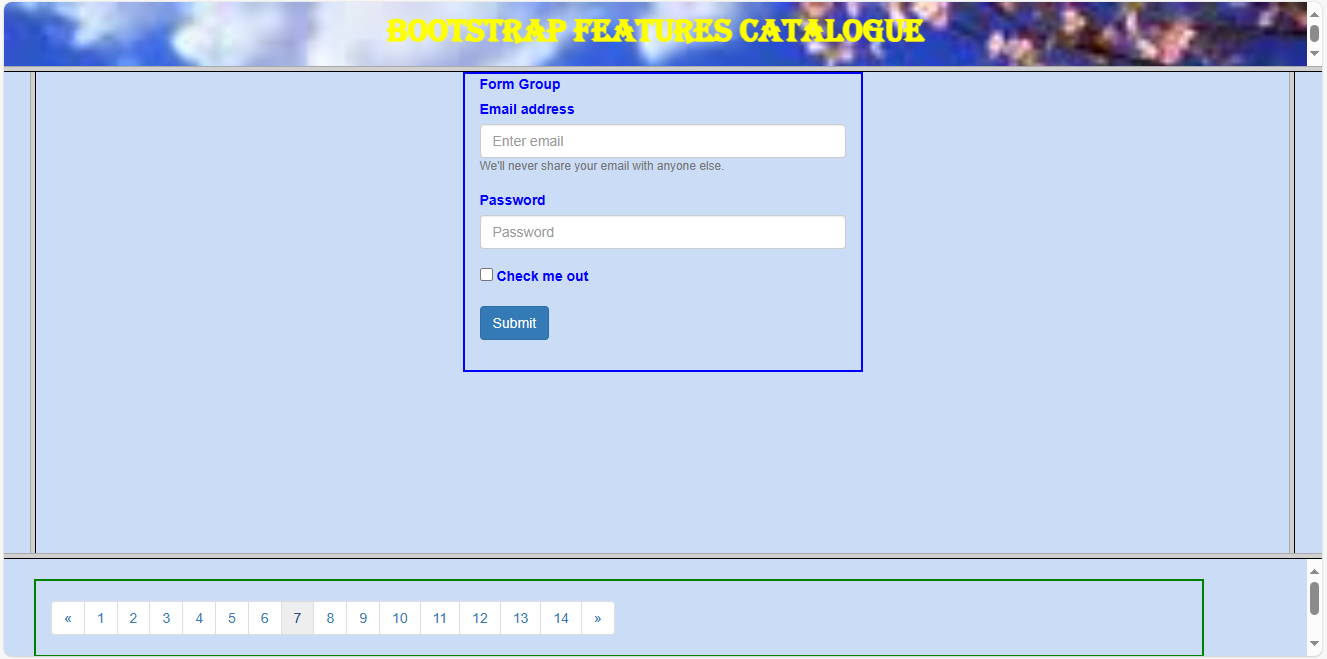 BOOTSTRAP FEATURES CATALOGUE
Form Group
Email address
Enter email
We'll never share your email with anyone else.
Password
Password
Check me out
Submit
« 1 2 3 4 5 6 7 8 9 10 11 12 13 14 »